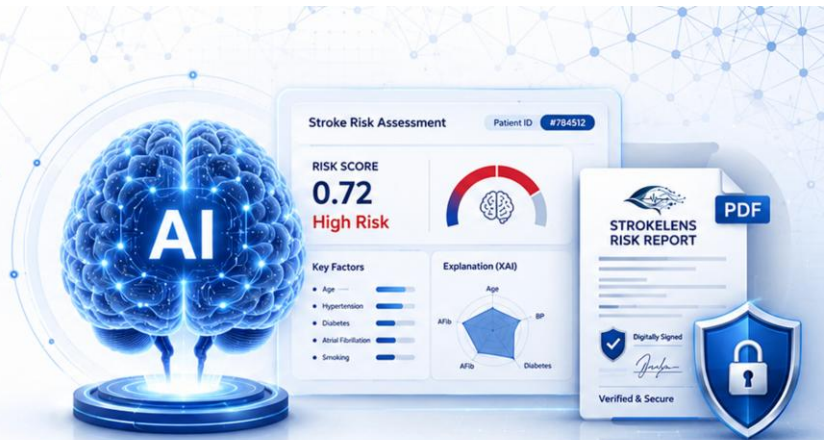 AI
Stroke Risk Assessment
Patient ID #784512
RISK SCORE
0.72
High Risk
Key Factors
Age
Hypertension
Diabetes
Atrial Fibrillation
Smoking
Explanation (XAI)
Age
AFib
BP
AFib
Diabetes
STROKELENS
RISK REPORT
PDF
Digitally Signed
Verified & Secure